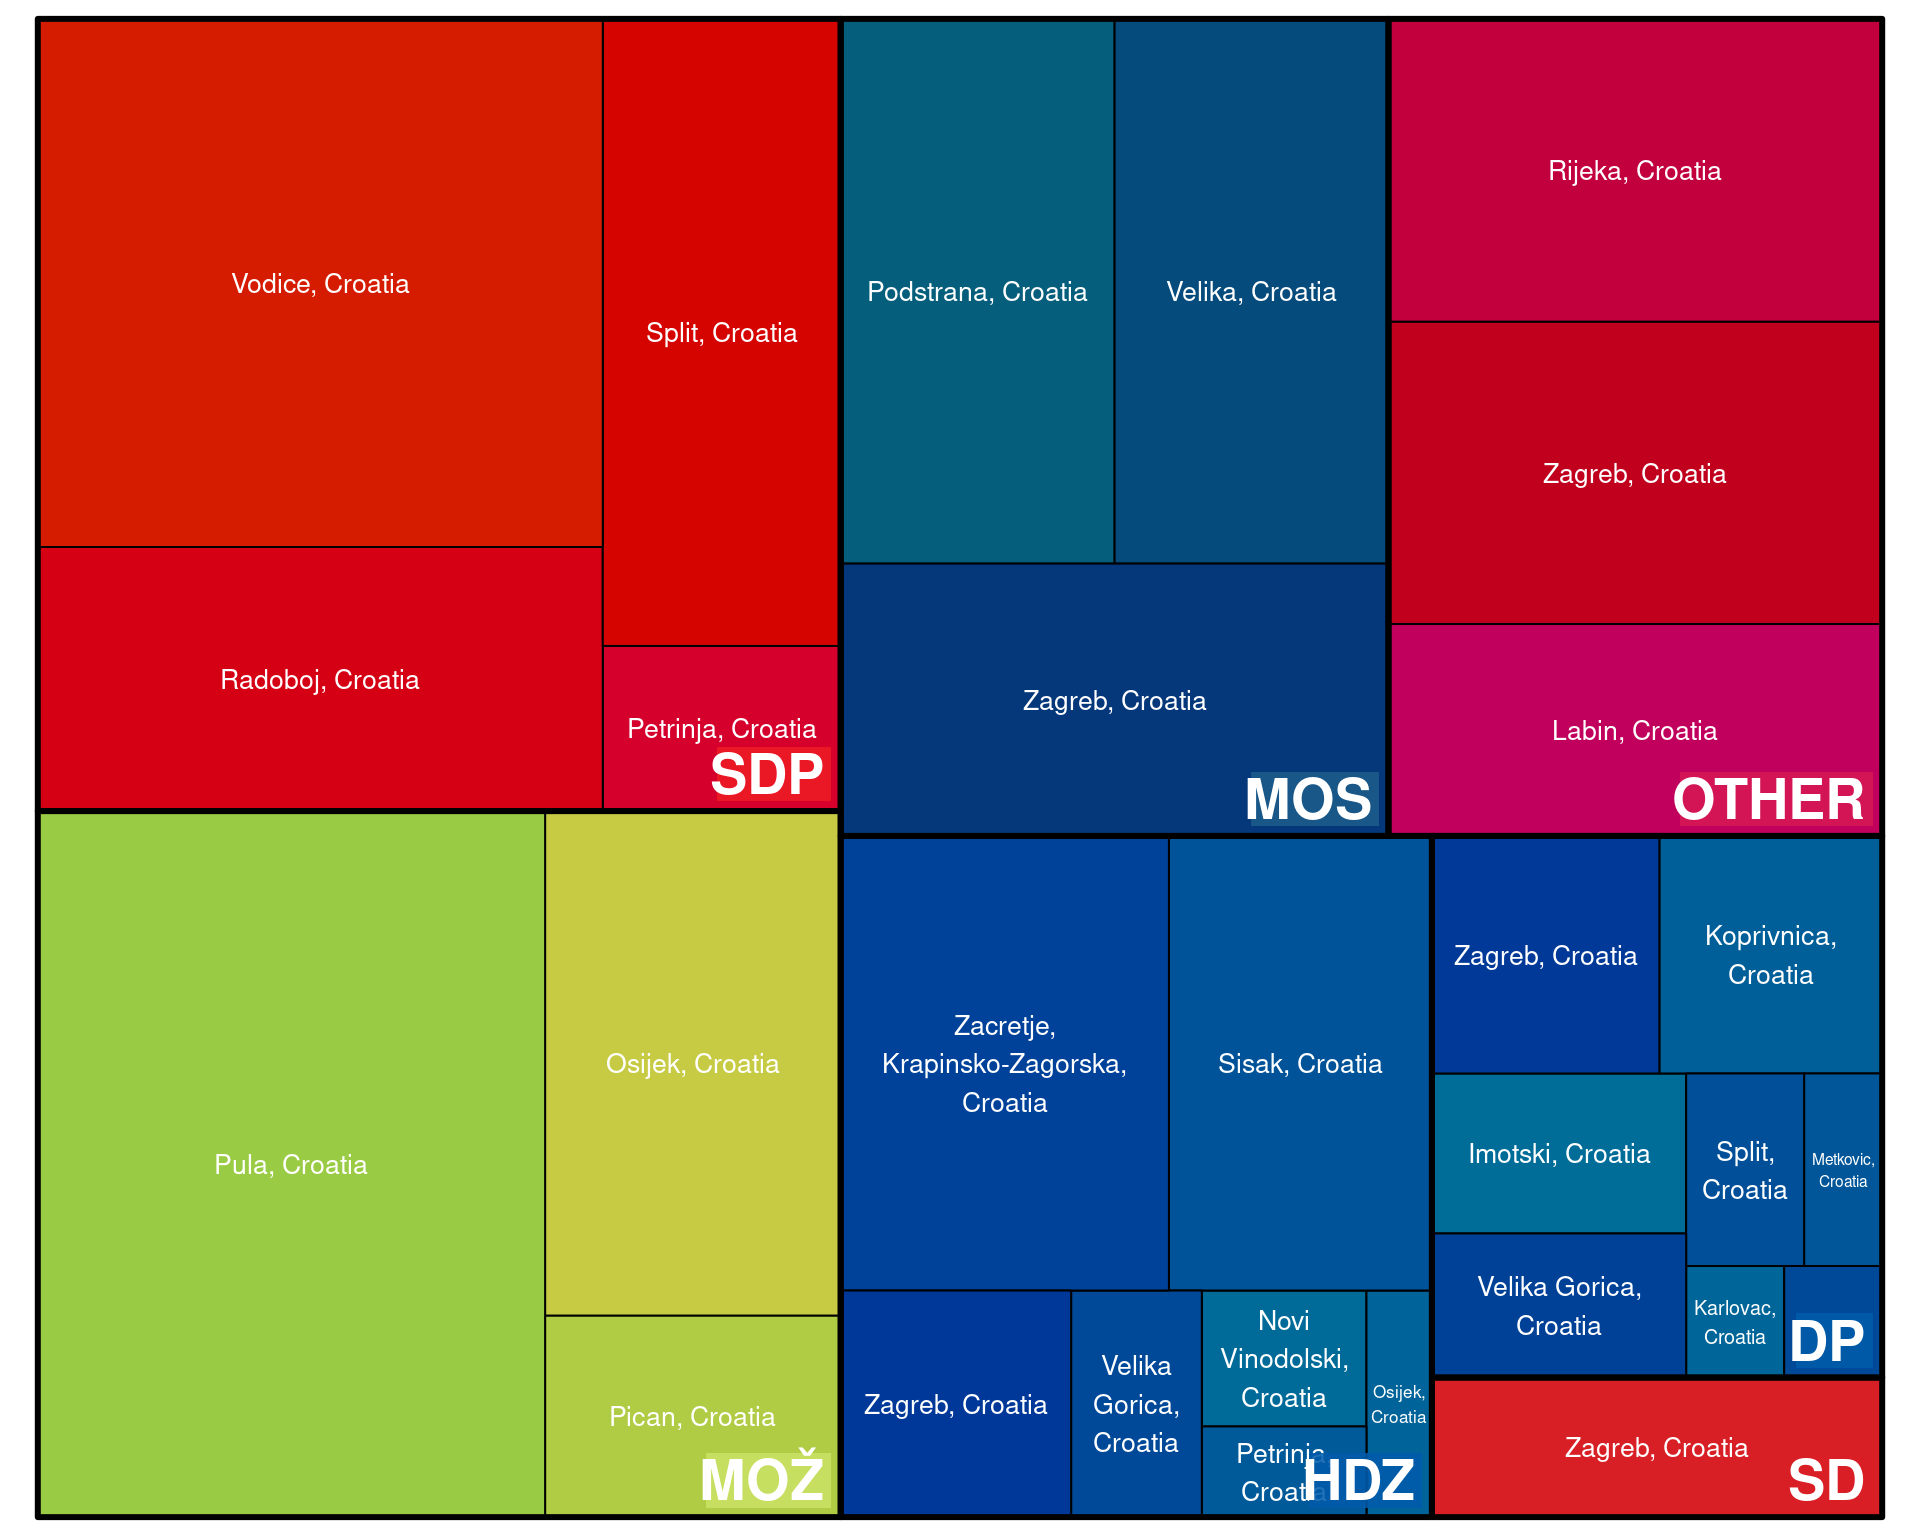 Vodice, Croatia
Split, Croatia
Radoboj, Croatia
Petrinja, Croatia
SDP
Podstrana, Croatia
Velika, Croatia
Zagreb, Croatia
MOS
Rijeka, Croatia
Zagreb, Croatia
Labin, Croatia
OTHER
Pula, Croatia
Osijek, Croatia
Pican, Croatia
MOŽ
Zacretje,
Krapinsko-Zagorska,
Croatia
Sisak, Croatia
Zagreb, Croatia
Velika
Gorica,
Croatia
Novi
Vinodolski,
Croatia
Osijek,
Croatia
Petrinja,
Croatia
HDZ
Zagreb, Croatia
Koprivnica,
Croatia
Imotski, Croatia
Split,
Croatia
Metkovic,
Croatia
Velika Gorica,
Croatia
Karlovac,
Croatia
DP
Zagreb, Croatia
SD